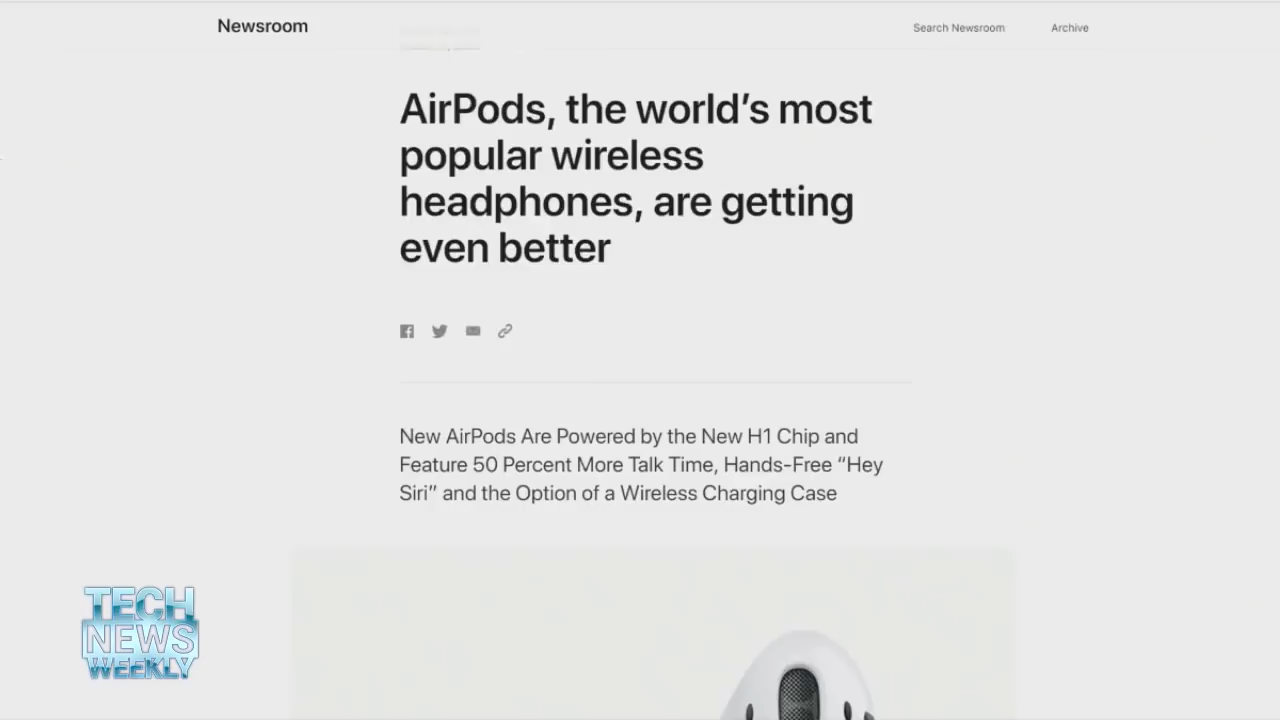 Newsroom
Search Newsroom
Archive
AirPods, the world’s most
popular wireless
headphones, are getting
even better
New AirPods Are Powered by the New H1 Chip and
Feature 50 Percent More Talk Time, Hands-Free “Hey
Siri” and the Option of a Wireless Charging Case
TECH
NEWS
WEEKLY